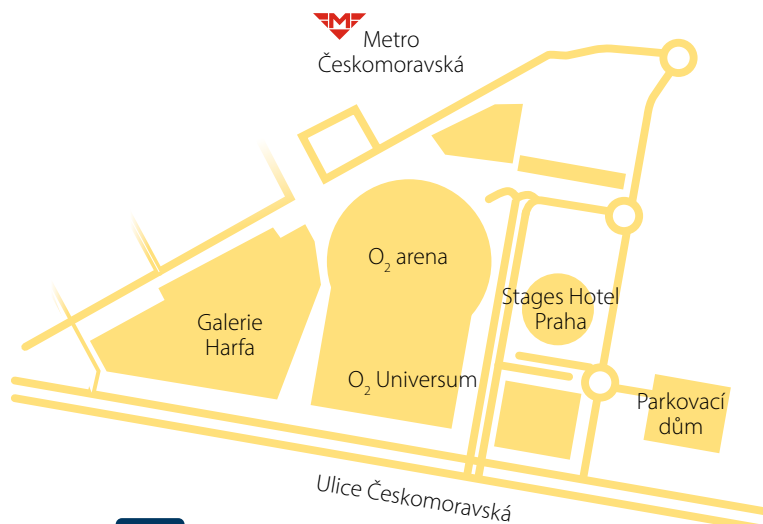 M
Metro
Českomoravská
O₂ arena
Stages Hotel
Praha
Galerie
Harfa
O₂ Universum
Parkovací
dům
Ulice Českomoravská